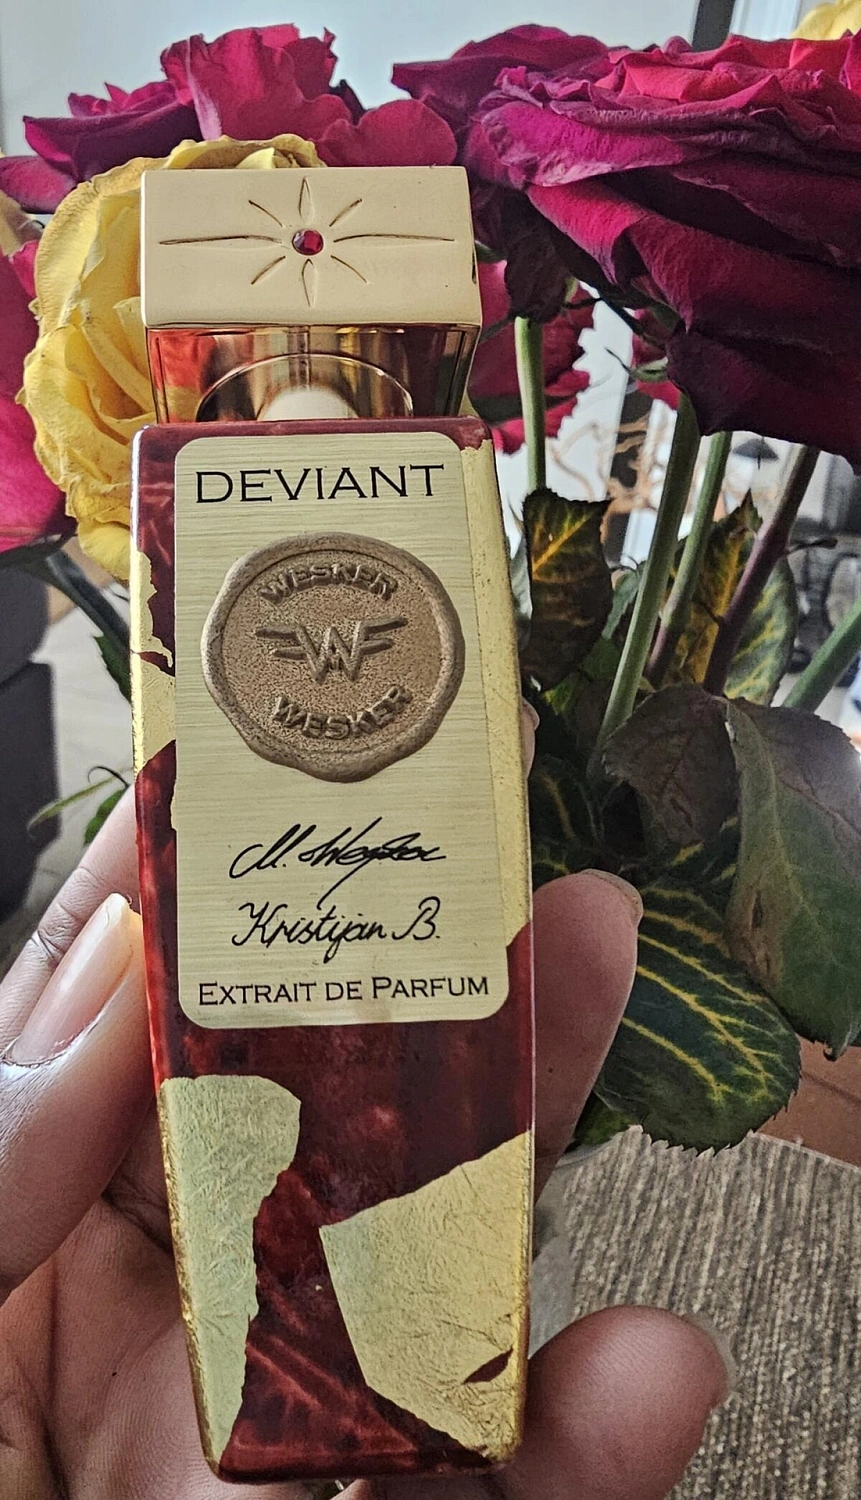 DEVIANT
WESKER
W
WESKER
M. Wesker
Kristijan B.
EXTRAIT DE PARFUM